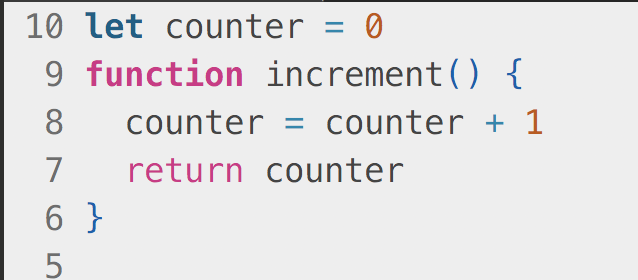 10 let counter = 0
9 function increment() {
8   counter = counter + 1
7   return counter
6 }
5